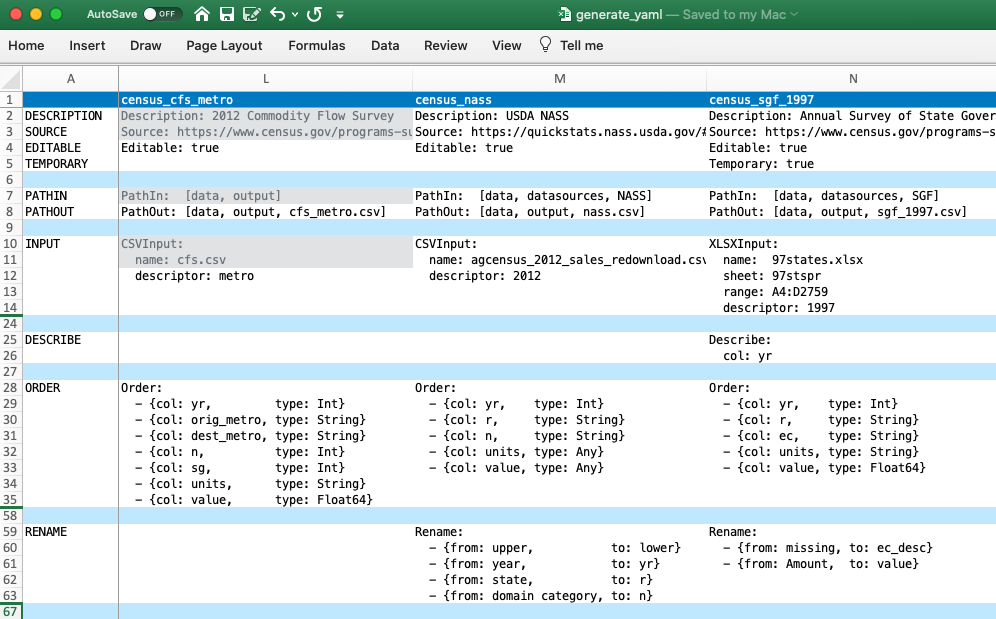 AutoSave OFF generate_yaml — Saved to my Mac
Home Insert Draw Page Layout Formulas Data Review View Tell me
A L M N
1 census_cfs_metro census_nass census_sgf_1997
2 DESCRIPTION Description: 2012 Commodity Flow Survey Description: USDA NASS Description: Annual Survey of State Gover
3 SOURCE Source: https://www.census.gov/programs-su Source: https://quickstats.nass.usda.gov/# Source: https://www.census.gov/programs-s
4 EDITABLE Editable: true Editable: true Editable: true
5 TEMPORARY Temporary: true
6
7 PATHIN PathIn: [data, output] PathIn: [data, datasources, NASS] PathIn: [data, datasources, SGF]
8 PATHOUT PathOut: [data, output, cfs_metro.csv] PathOut: [data, output, nass.csv] PathOut: [data, output, sgf_1997.csv]
9
10 INPUT CSVInput: CSVInput: XLSXInput:
11 name: cfs.csv name: agcensus_2012_sales_redownload.csv name: 97states.xlsx
12 descriptor: metro descriptor: 2012 sheet: 97stspr
13 range: A4:D2759
14 descriptor: 1997
24
25 DESCRIBE Describe:
26 col: yr
27
28 ORDER Order: Order: Order:
29 - {col: yr, type: Int} - {col: yr, type: Int} - {col: yr, type: Int}
30 - {col: orig_metro, type: String} - {col: r, type: String} - {col: r, type: String}
31 - {col: dest_metro, type: String} - {col: n, type: String} - {col: ec, type: String}
32 - {col: n, type: Int} - {col: units, type: Any} - {col: units, type: String}
33 - {col: sg, type: Int} - {col: value, type: Any} - {col: value, type: Float64}
34 - {col: units, type: String}
35 - {col: value, type: Float64}
58
59 RENAME Rename: Rename:
60 - {from: upper, to: lower} - {from: missing, to: ec_desc}
61 - {from: year, to: yr} - {from: Amount, to: value}
62 - {from: state, to: r}
63 - {from: domain category, to: n}
67